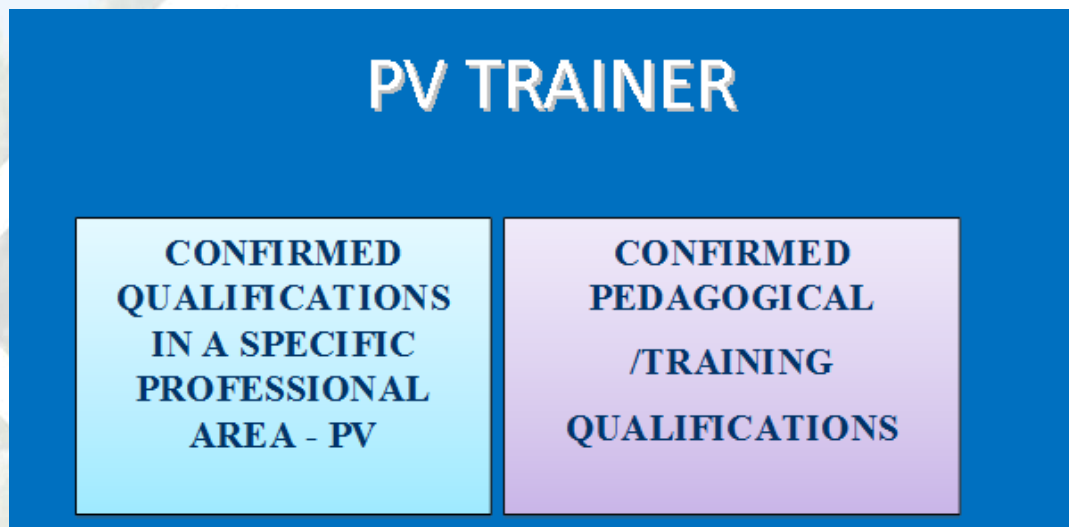 PV TRAINER
CONFIRMED
QUALIFICATIONS
IN A SPECIFIC
PROFESSIONAL
AREA - PV
CONFIRMED
PEDAGOGICAL
/TRAINING
QUALIFICATIONS